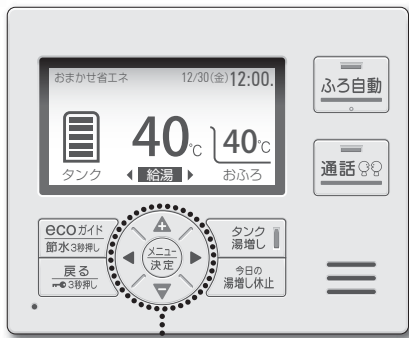 おまかせ省エネ 12/30(金)12:00.
40℃ 40℃
タンク ◀ 給湯 ▶ おふろ
ふろ自動
通話
ecoガイド
節水3秒押し
戻る
3秒押し
メニュー
決定
タンク
湯増し
今日の
湯増し休止